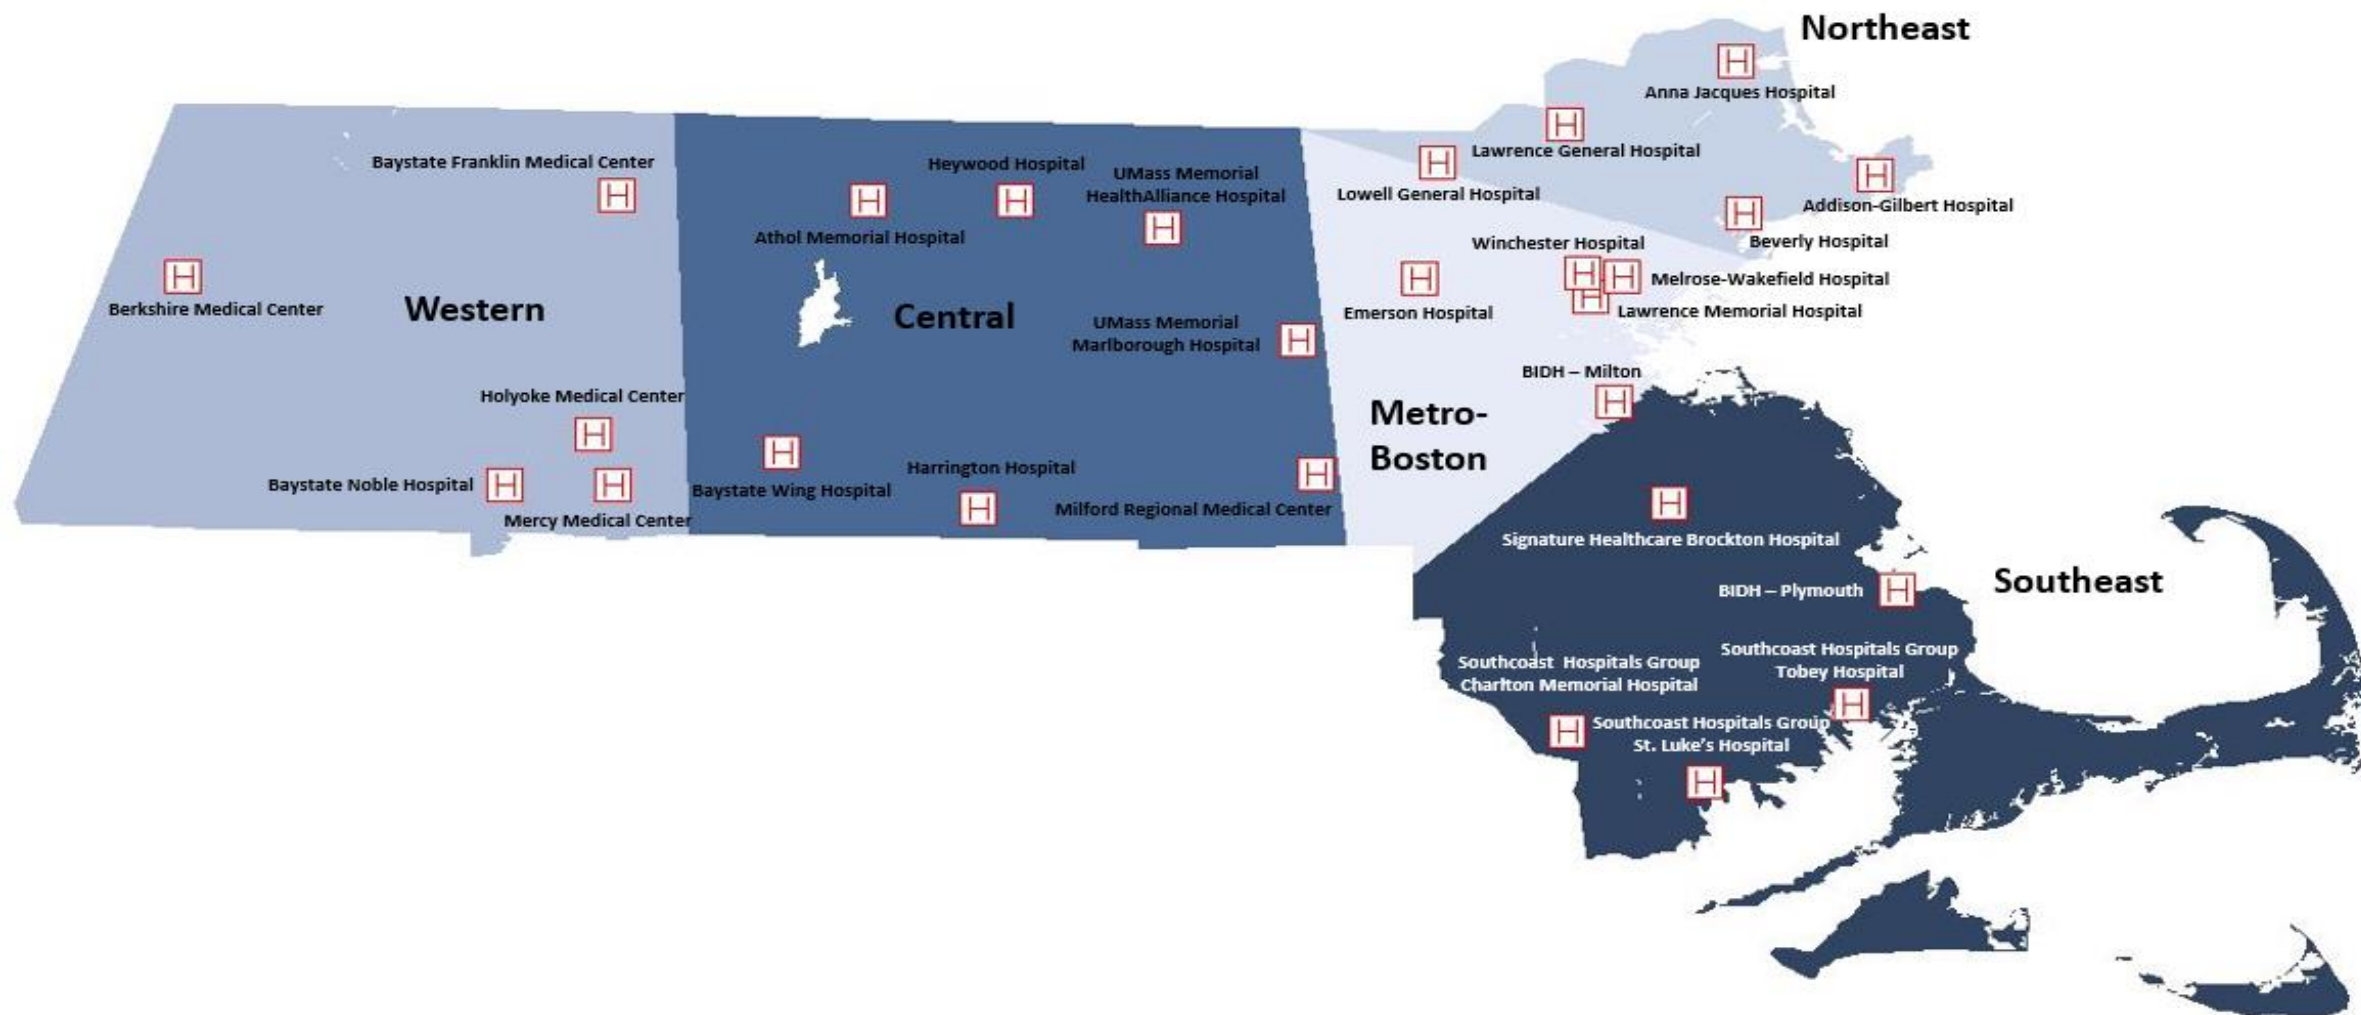 Northeast
H
Anna Jacques Hospital
H
Lawrence General Hospital
H
Lowell General Hospital
H
Addison-Gilbert Hospital
H
Beverly Hospital
Baystate Franklin Medical Center
H
H
Berkshire Medical Center
Western
Holyoke Medical Center
H
Baystate Noble Hospital
H
H
Mercy Medical Center
Heywood Hospital
H
UMass Memorial
HealthAlliance Hospital
H
H
Athol Memorial Hospital
Central
UMass Memorial
Marlborough Hospital
H
H
Baystate Wing Hospital
Harrington Hospital
H
H
Milford Regional Medical Center
Winchester Hospital
H
H
Melrose-Wakefield Hospital
H
Lawrence Memorial Hospital
H
Emerson Hospital
BIDH – Milton
H
Metro-
Boston
H
Signature Healthcare Brockton Hospital
Southeast
BIDH – Plymouth
H
Southcoast Hospitals Group
Tobey Hospital
H
Southcoast Hospitals Group
Charlton Memorial Hospital
H
Southcoast Hospitals Group
St. Luke’s Hospital
H